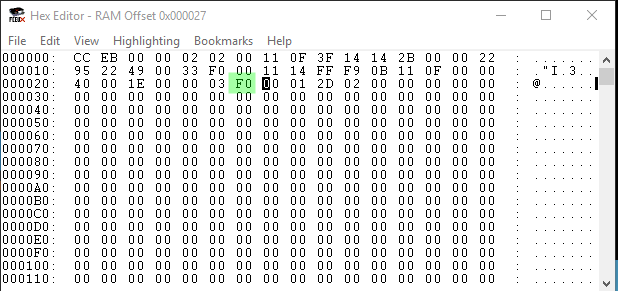 Hex Editor - RAM Offset 0x000027
File Edit View Highlighting Bookmarks Help
000000: CC EB 00 00 02 02 00 11 0F 3F 14 14 2B 00 00 22 : . . . . . . .
000010: 95 22 49 00 33 F0 00 11 14 FF F9 0B 11 0F 00 00 : . " I . 3 . .
000020: 40 00 1E 00 00 03 F0 0 01 2D 02 00 00 00 00 : @ . . . . . .
000030: 00 00 00 00 00 00 00 00 00 00 00 00 00 00 00 00 : . . . . . . .
000040: 00 00 00 00 00 00 00 00 00 00 00 00 00 00 00 00 : . . . . . . .
000050: 00 00 00 00 00 00 00 00 00 00 00 00 00 00 00 00 : . . . . . . .
000060: 00 00 00 00 00 00 00 00 00 00 00 00 00 00 00 00 : . . . . . . .
000070: 00 00 00 00 00 00 00 00 00 00 00 00 00 00 00 00 : . . . . . . .
000080: 00 00 00 00 00 00 00 00 00 00 00 00 00 00 00 00 : . . . . . . .
000090: 00 00 00 00 00 00 00 00 00 00 00 00 00 00 00 00 : . . . . . . .
0000A0: 00 00 00 00 00 00 00 00 00 00 00 00 00 00 00 00 : . . . . . . .
0000B0: 00 00 00 00 00 00 00 00 00 00 00 00 00 00 00 00 : . . . . . . .
0000C0: 00 00 00 00 00 00 00 00 00 00 00 00 00 00 00 00 : . . . . . . .
0000D0: 00 00 00 00 00 00 00 00 00 00 00 00 00 00 00 00 : . . . . . . .
0000E0: 00 00 00 00 00 00 00 00 00 00 00 00 00 00 00 00 : . . . . . . .
0000F0: 00 00 00 00 00 00 00 00 00 00 00 00 00 00 00 00 : . . . . . . .
000100: 00 00 00 00 00 00 00 00 00 00 00 00 00 00 00 00 : . . . . . . .
000110: 00 00 00 00 00 00 00 00 00 00 00 00 00 00 00 00 : . . . . . . .